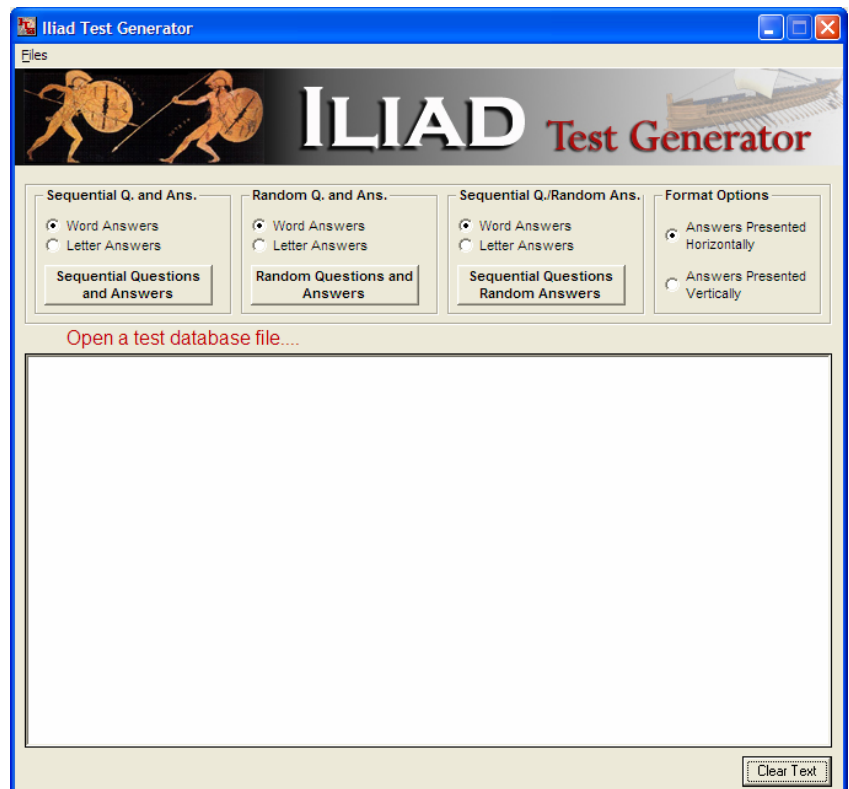 Iliad Test Generator
Files
ILIAD Test Generator
Sequential Q. and Ans.
Word Answers
Letter Answers
Sequential Questions
and Answers
Random Q. and Ans.
Word Answers
Letter Answers
Random Questions and
Answers
Sequential Q./Random Ans.
Word Answers
Letter Answers
Sequential Questions
Random Answers
Format Options
Answers Presented
Horizontally
Answers Presented
Vertically
Open a test database file....
Clear Text